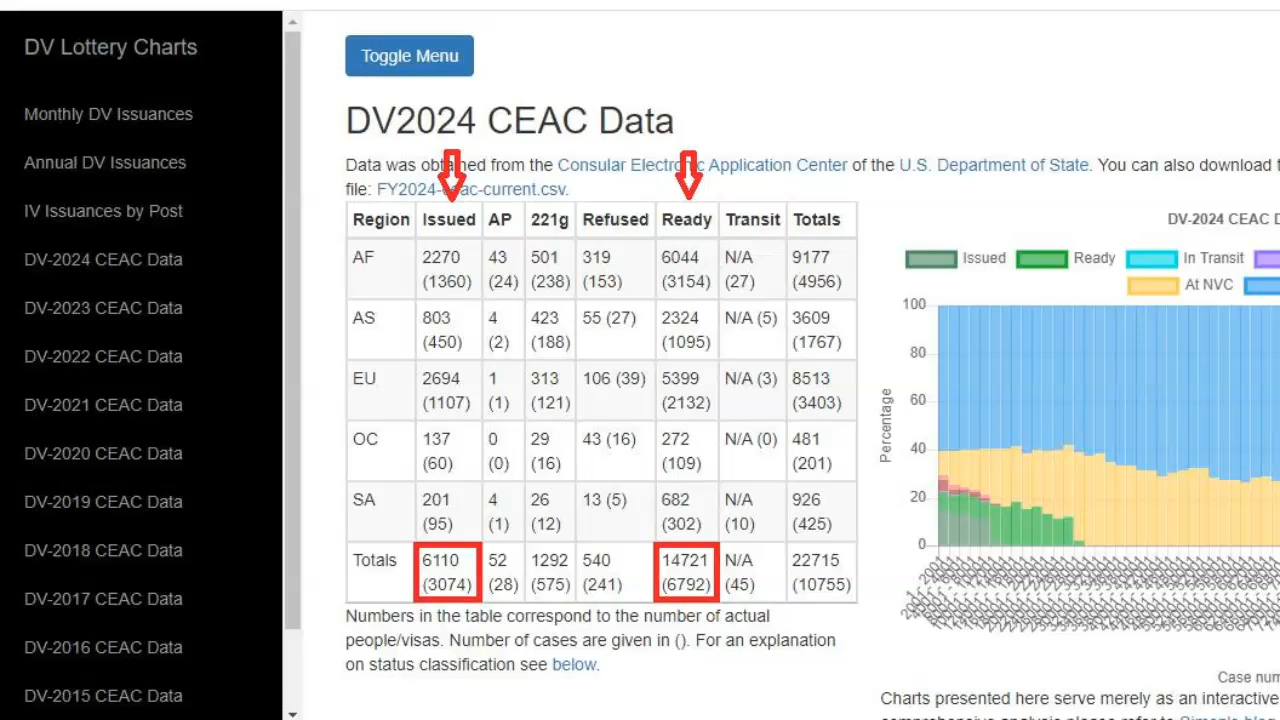 DV Lottery Charts
Monthly DV Issuances
Annual DV Issuances
IV Issuances by Post
DV-2024 CEAC Data
DV-2023 CEAC Data
DV-2022 CEAC Data
DV-2021 CEAC Data
DV-2020 CEAC Data
DV-2019 CEAC Data
DV-2018 CEAC Data
DV-2017 CEAC Data
DV-2016 CEAC Data
DV-2015 CEAC Data
Toggle Menu
DV2024 CEAC Data
Data was obtained from the Consular Electronic Application Center of the U.S. Department of State. You can also download
file: FY2024-ceac-current.csv.
Region Issued AP 221g Refused Ready Transit Totals
AF 2270 43 501 319 6044 N/A 9177
(1360) (24) (238) (153) (3154) (27) (4956)
AS 803 4 423 55 (27) 2324 N/A (5) 3609
(450) (2) (188) (1095) (1767)
EU 2694 1 313 106 (39) 5399 N/A (3) 8513
(1107) (1) (121) (2132) (3403)
OC 137 0 29 43 (16) 272 N/A (0) 481
(60) (0) (16) (109) (201)
SA 201 4 26 13 (5) 682 N/A 926
(95) (1) (12) (302) (10) (425)
Totals 6110 52 1292 540 14721 N/A 22715
(3074) (28) (575) (241) (6792) (45) (10755)
Numbers in the table correspond to the number of actual
people/visas. Number of cases are given in (). For an explanation
on status classification see below.
DV-2024 CEAC D
Issued Ready In Transit
At NVC
Percentage
100
80
60
40
20
0
Case num
Charts presented here serve merely as an interactive